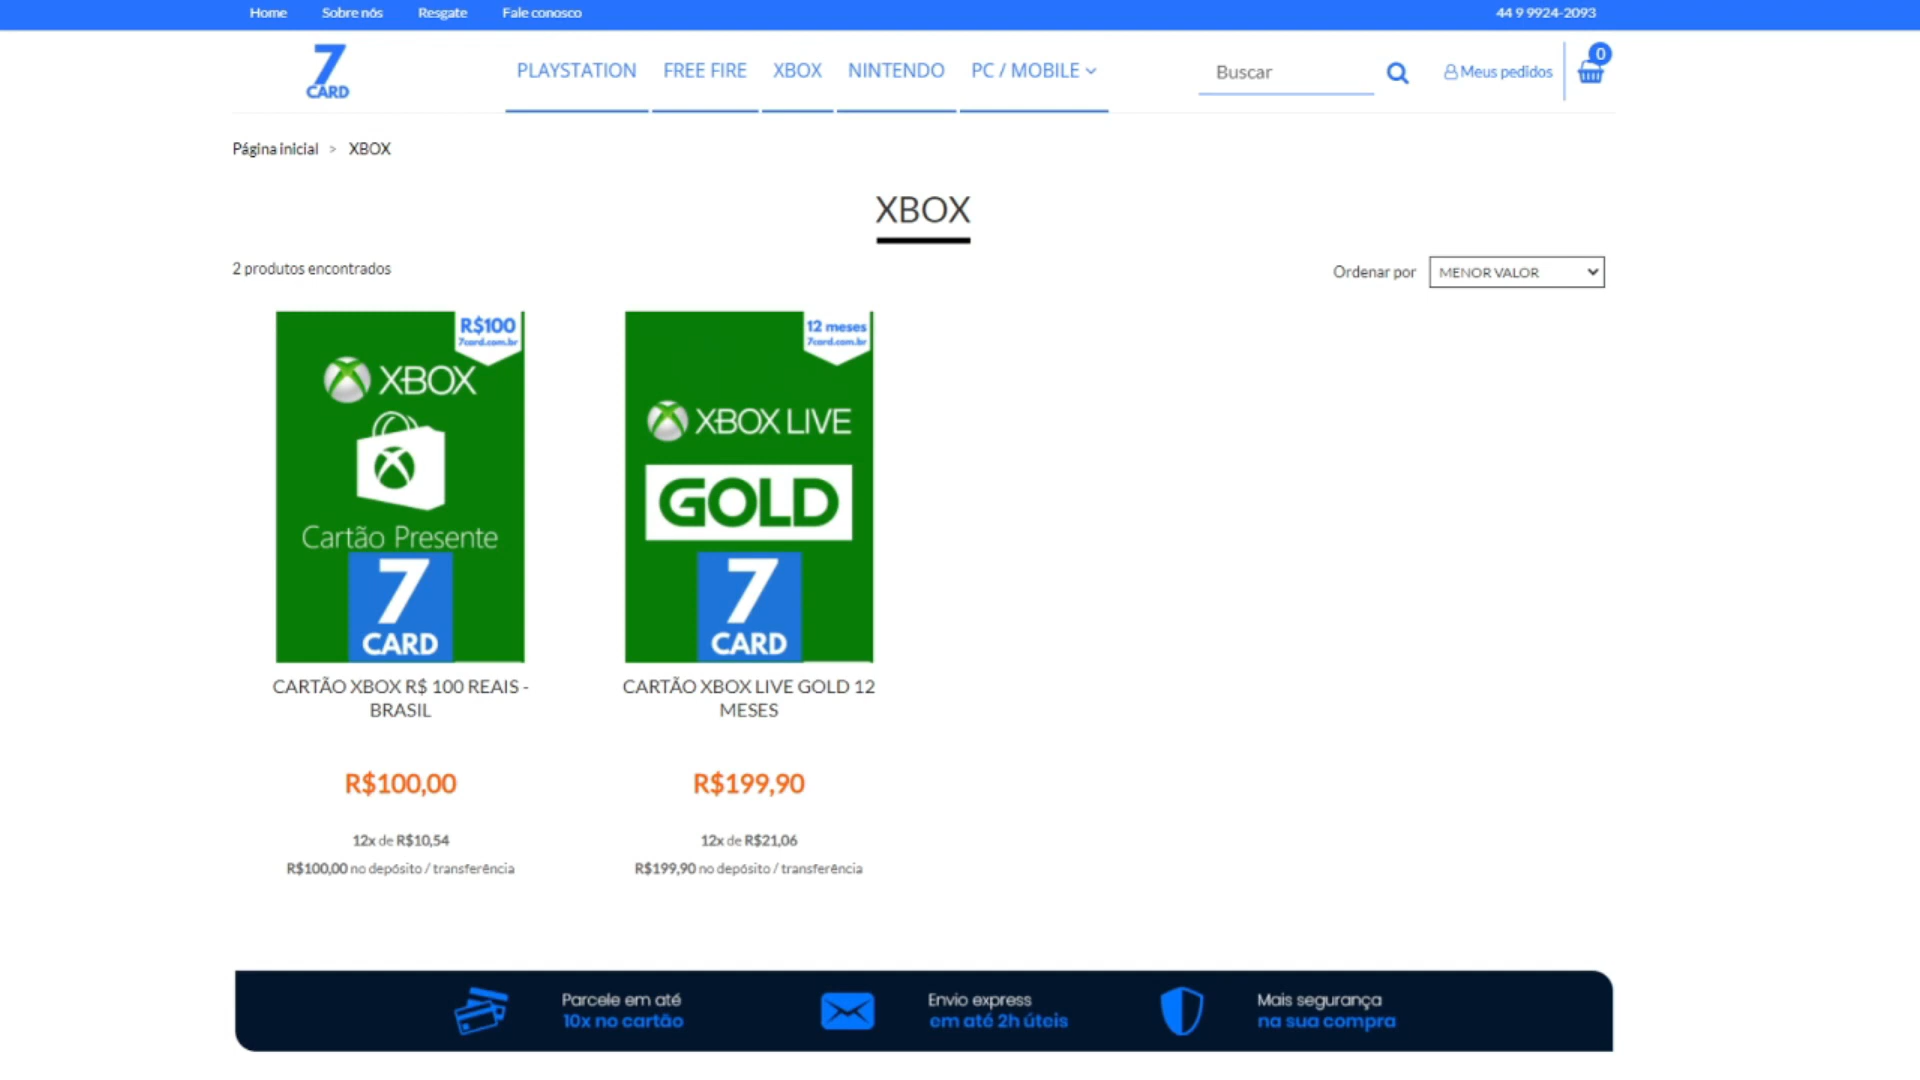 Home Sobre nós Resgate Fale conosco 44 9 9924-2093
7 CARD
PLAYSTATION FREE FIRE XBOX NINTENDO PC / MOBILE
Buscar
Meus pedidos
0
Página inicial > XBOX
XBOX
2 produtos encontrados
Ordenar por MENOR VALOR
R$100
7card.com.br
XBOX
Cartão Presente
7
CARD
CARTÃO XBOX R$ 100 REAIS -
BRASIL
R$100,00
12x de R$10,54
R$100,00 no depósito / transferência
12 meses
7card.com.br
XBOX LIVE
GOLD
7
CARD
CARTÃO XBOX LIVE GOLD 12
MESES
R$199,90
12x de R$21,06
R$199,90 no depósito / transferência
Parcele em até
10x no cartão
Envio express
em até 2h úteis
Mais segurança
na sua compra